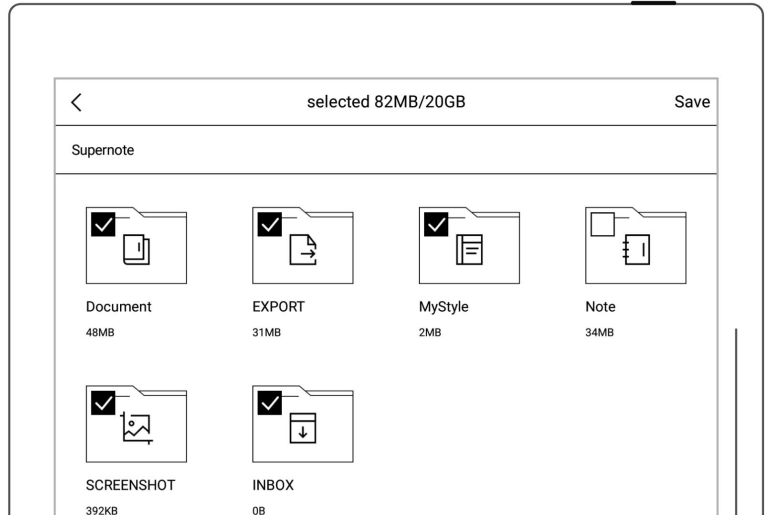 selected 82MB/20GB Save
Supernote
Document EXPORT MyStyle Note
48MB 31MB 2MB 34MB
SCREENSHOT INBOX
392KB 0B